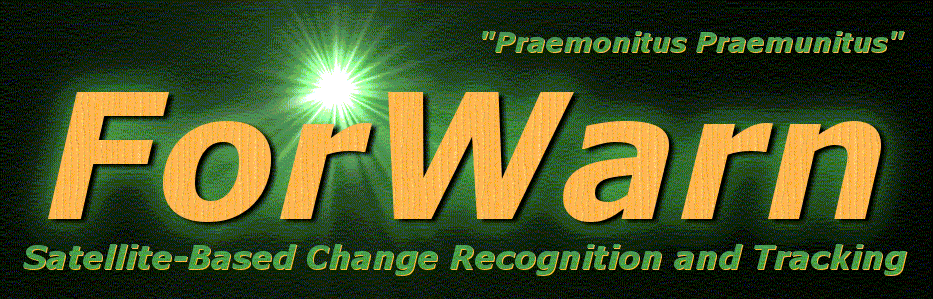 "Praemonitus Praemunitus"
ForWarn
Satellite-Based Change Recognition and Tracking